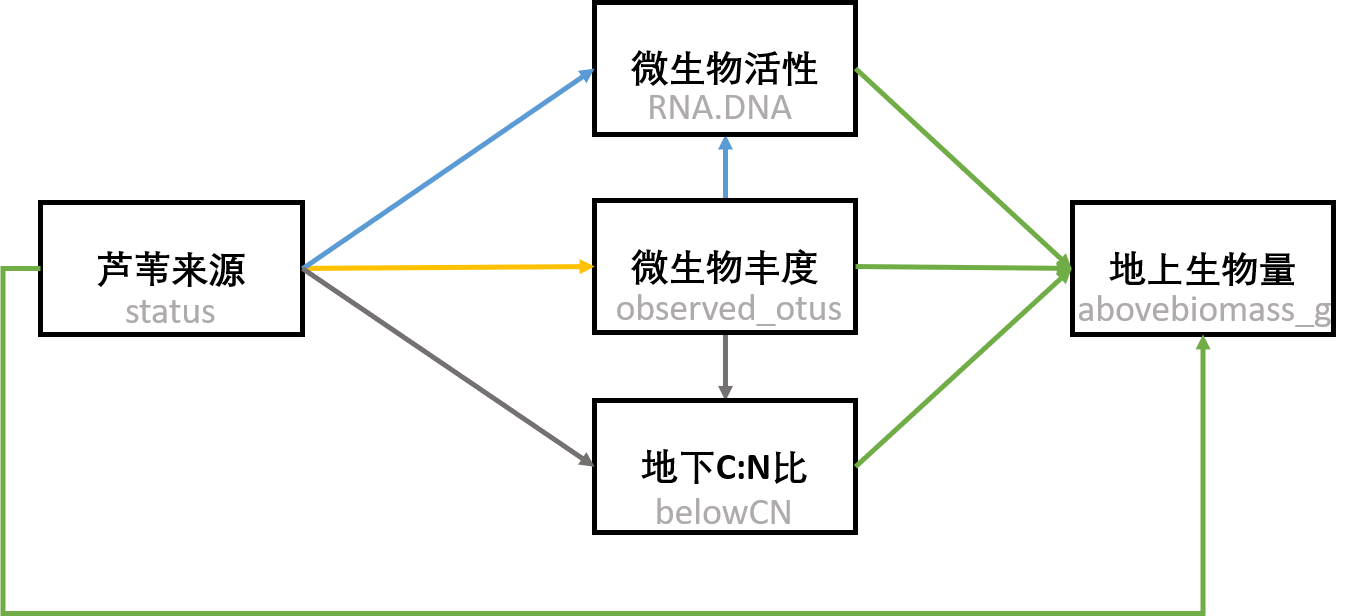 微生物活性
RNA.DNA
芦苇来源
status
微生物丰度
observed_otus
地上生物量
abovebiomass_g
地下C:N比
belowCN